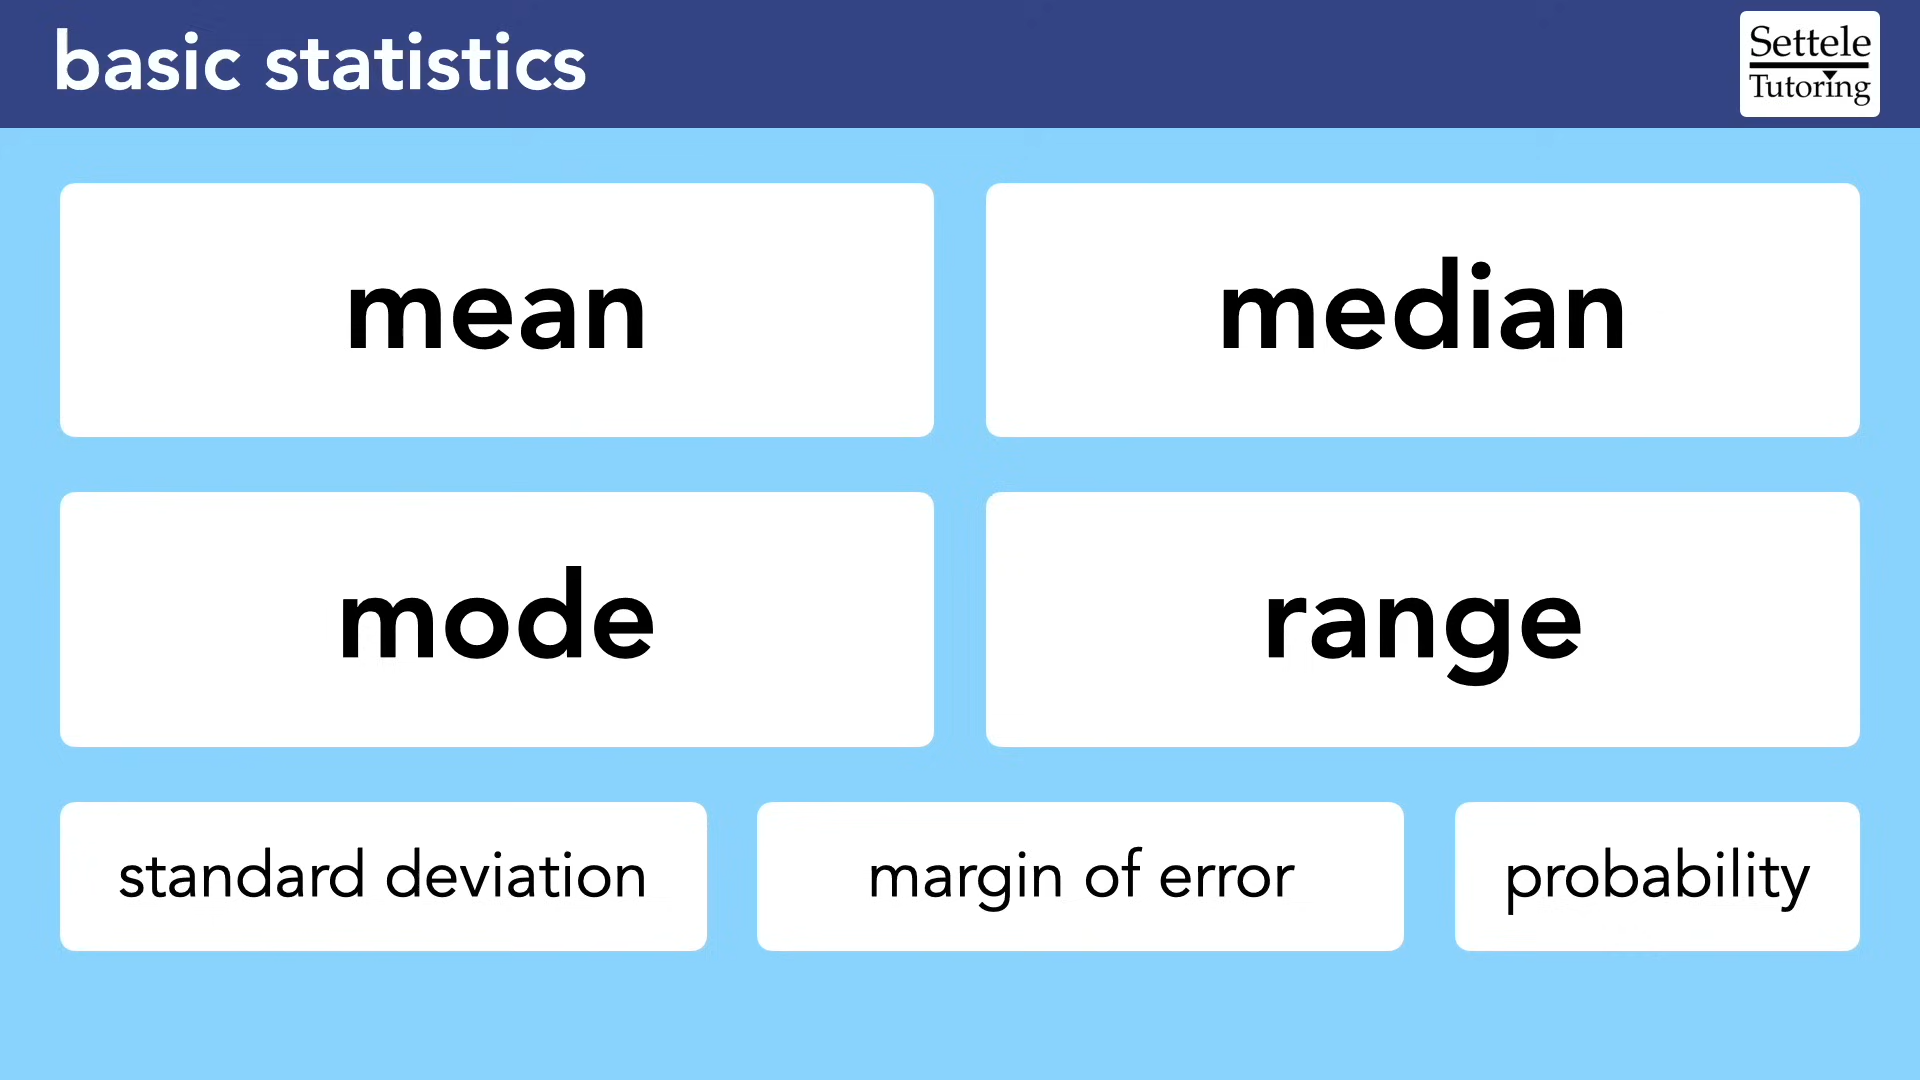 basic statistics
Settele
Tutoring
mean
median
mode
range
standard deviation
margin of error
probability